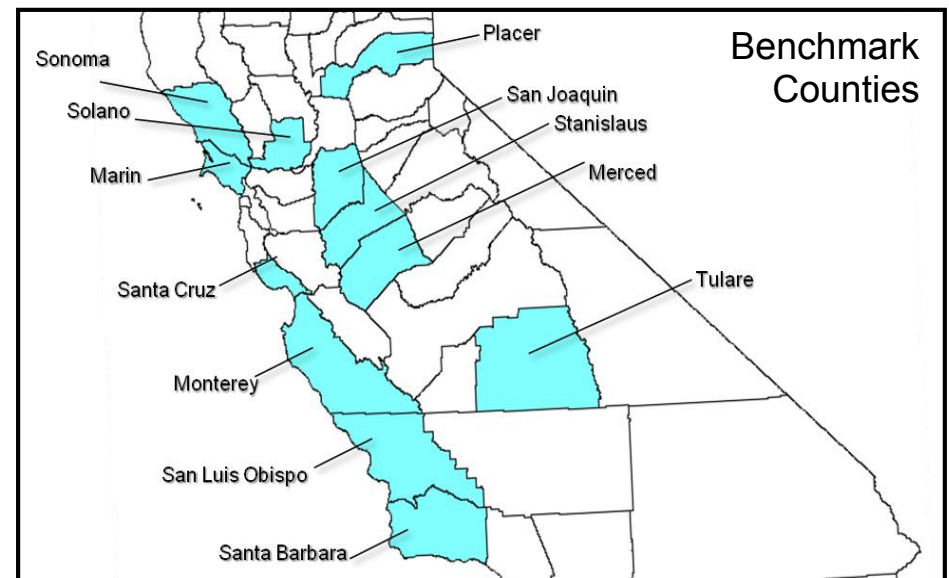 Benchmark
Counties
Placer
Sonoma
San Joaquin
Solano
Stanislaus
Marin
Merced
Santa Cruz
Tulare
Monterey
San Luis Obispo
Santa Barbara